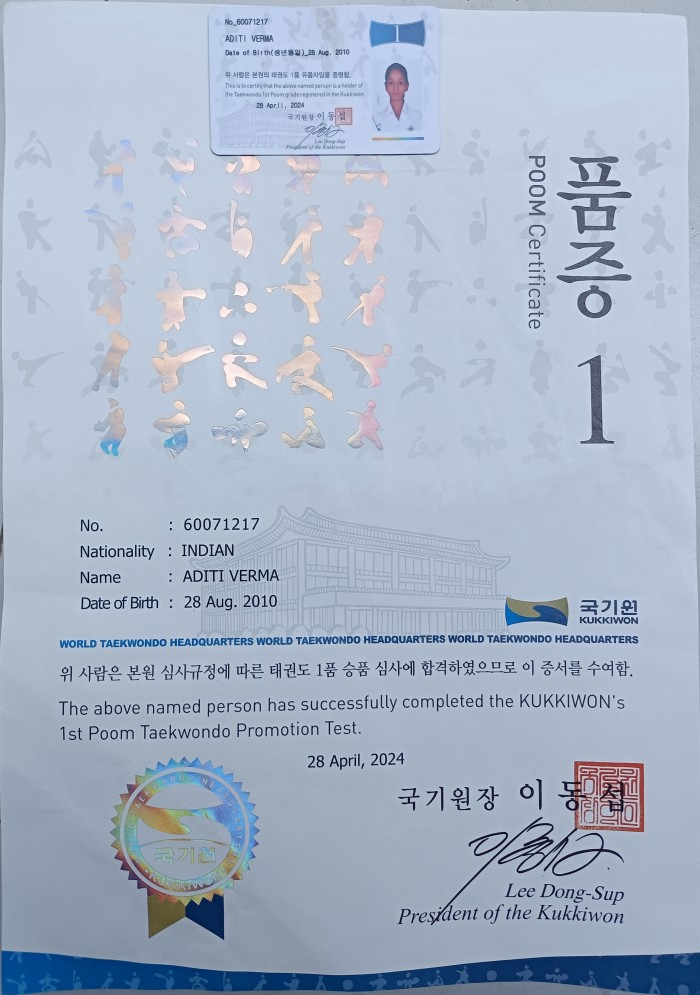 No_60071217
ADITI VERMA
Date of Birth(생년월일)_28 Aug. 2010
위 사람은 본원의 태권도 1품 유품자임을 증명함.
This is to certify that the above named person is a holder of
the Taekwondo 1st Poom grade registered in the Kukkiwon.
28 April, 2024
국기원장 이동섭
Lee Dong-Sup
President of the Kukkiwon
1
품증 1
POOM Certificate
No. : 60071217
Nationality : INDIAN
Name : ADITI VERMA
Date of Birth : 28 Aug. 2010
국기원
KUKKIWON
WORLD TAEKWONDO HEADQUARTERS WORLD TAEKWONDO HEADQUARTERS WORLD TAEKWONDO HEADQUARTERS
위 사람은 본원 심사규정에 따른 태권도 1품 승품 심사에 합격하였으므로 이 증서를 수여함.
The above named person has successfully completed the KUKKIWON's
1st Poom Taekwondo Promotion Test.
28 April, 2024
국기원장 이동섭
Lee Dong-Sup
President of the Kukkiwon
국기원
KUKKIWON